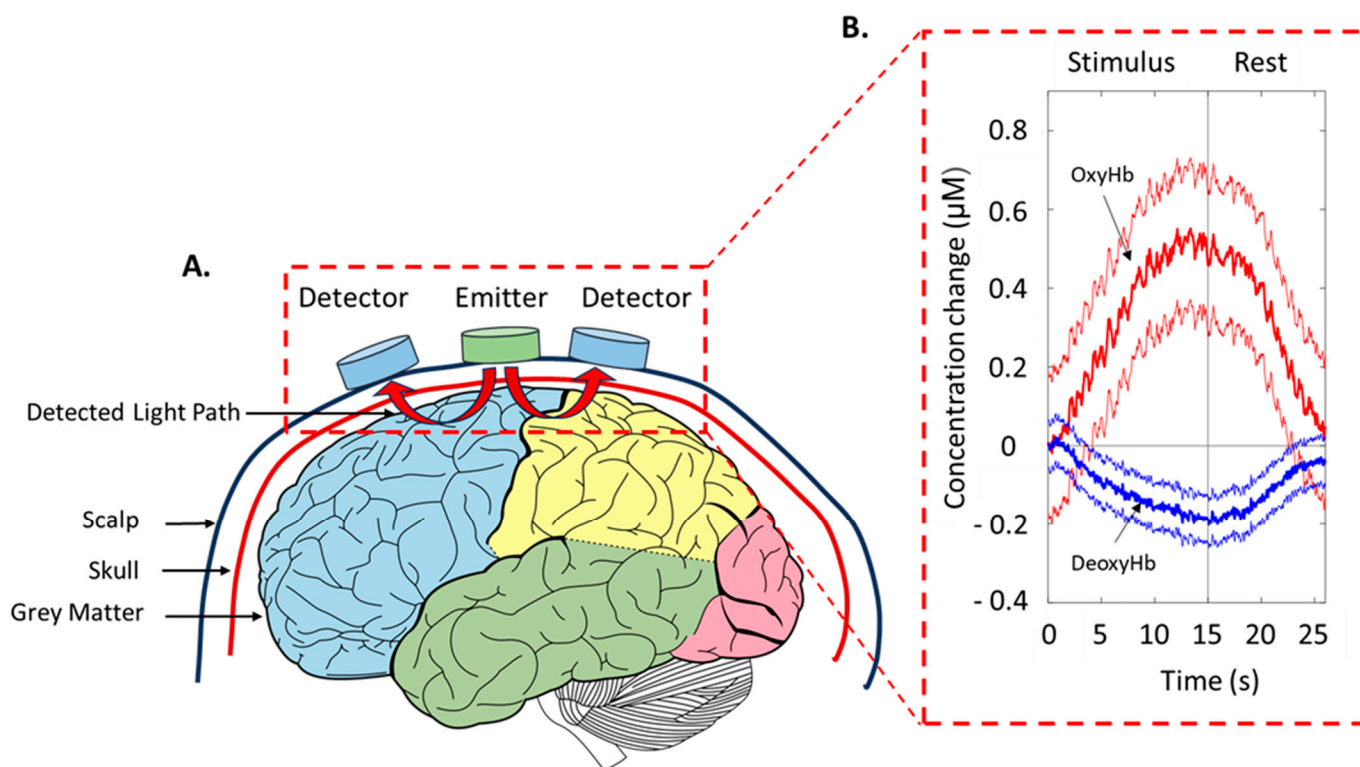 A.
Detector Emitter Detector
Detected Light Path
Scalp
Skull
Grey Matter
B.
Stimulus Rest
Concentration change (µM)
0.8
0.6
0.4
0.2
0
- 0.2
- 0.4
OxyHb
DeoxyHb
0 5 10 15 20 25
Time (s)